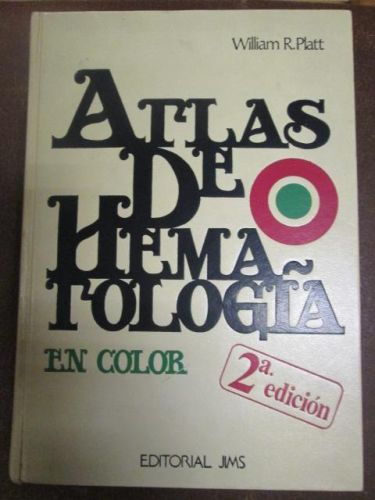 William R. Platt
ATLAS
DE
HEMA
TOLOGÍA
EN COLOR
2ª.
edición
EDITORIAL JIMS